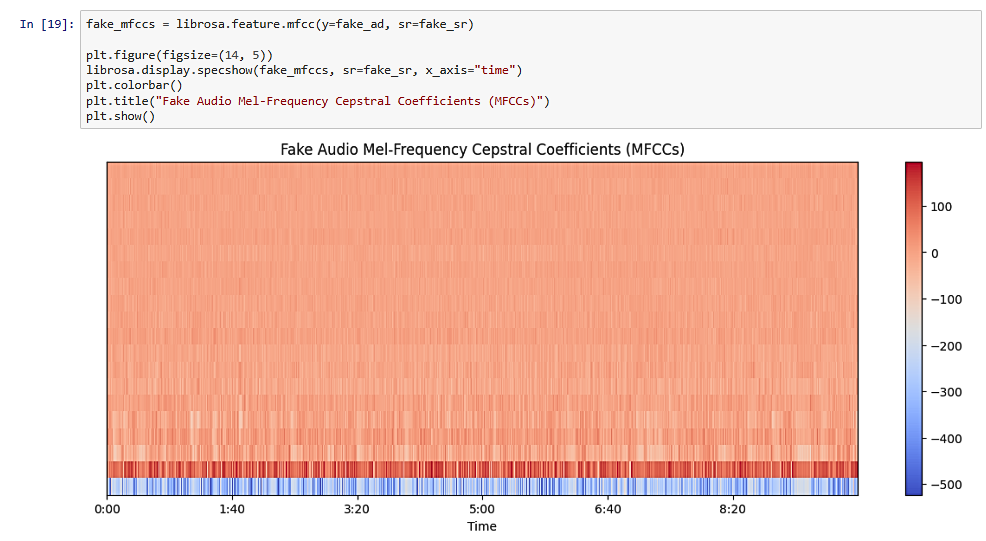 In [19]: fake_mfccs = librosa.feature.mfcc(y=fake_ad, sr=fake_sr)
plt.figure(figsize=(14, 5))
librosa.display.specshow(fake_mfccs, sr=fake_sr, x_axis="time")
plt.colorbar()
plt.title("Fake Audio Mel-Frequency Cepstral Coefficients (MFCCs)")
plt.show()
Fake Audio Mel-Frequency Cepstral Coefficients (MFCCs)
100
0
−100
−200
−300
−400
−500
0:00 1:40 3:20 5:00 6:40 8:20
Time